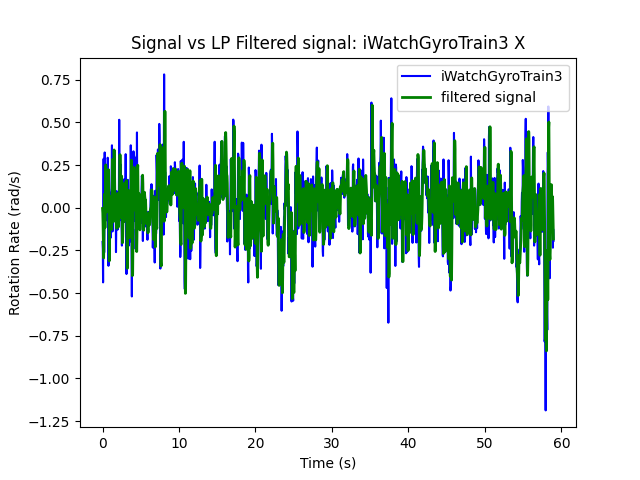 Signal vs LP Filtered signal: iWatchGyroTrain3 X
iWatchGyroTrain3
filtered signal
0.75
0.50
0.25
0.00
−0.25
−0.50
−0.75
−1.00
−1.25
Rotation Rate (rad/s)
0 10 20 30 40 50 60
Time (s)